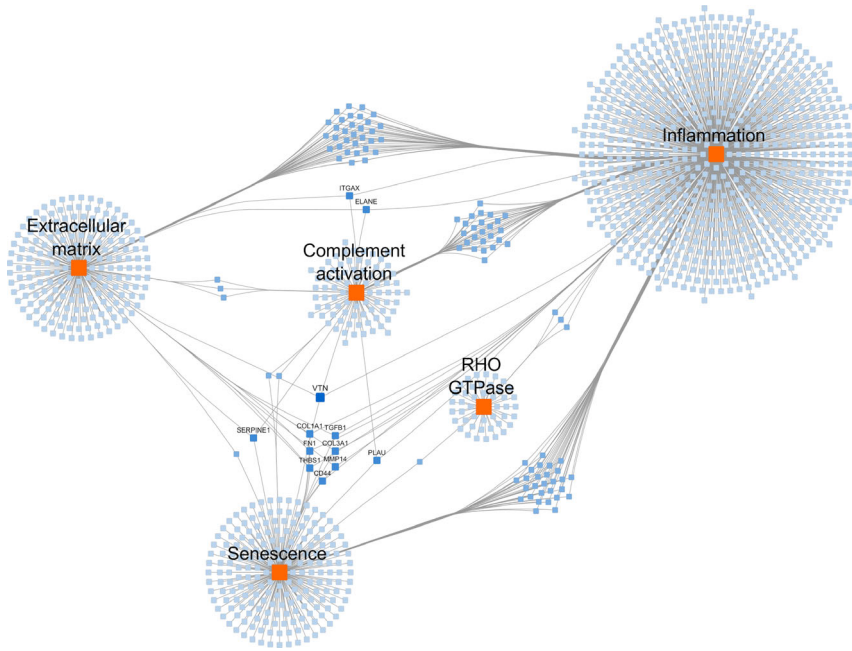 Inflammation
ITGAX
ELANE
Extracellular
matrix
Complement
activation
RHO
GTPase
VTN
COL1A1
TGFB1
SERPINE1
FN1
COL3A1
PLAU
THBS1
MMP14
CD44
Senescence